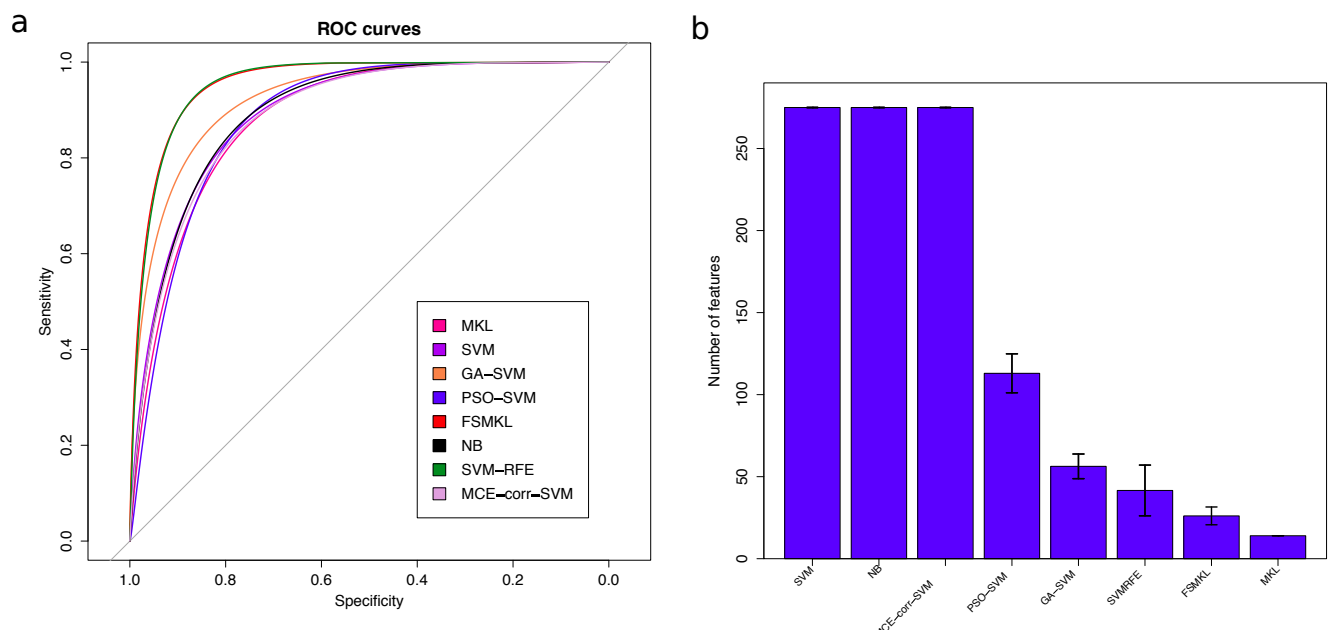 a
ROC curves
Sensitivity
1.0
0.8
0.6
0.4
0.2
0.0
MKL
SVM
GA–SVM
PSO–SVM
FSMKL
NB
SVM–RFE
MCE–corr–SVM
1.0
0.8
0.6
0.4
0.2
0.0
Specificity
b
Number of features
250
200
150
100
50
0
SVM
NB
MCE–corr–SVM
PSO–SVM
GA–SVM
SVMRFE
FSMKL
MKL